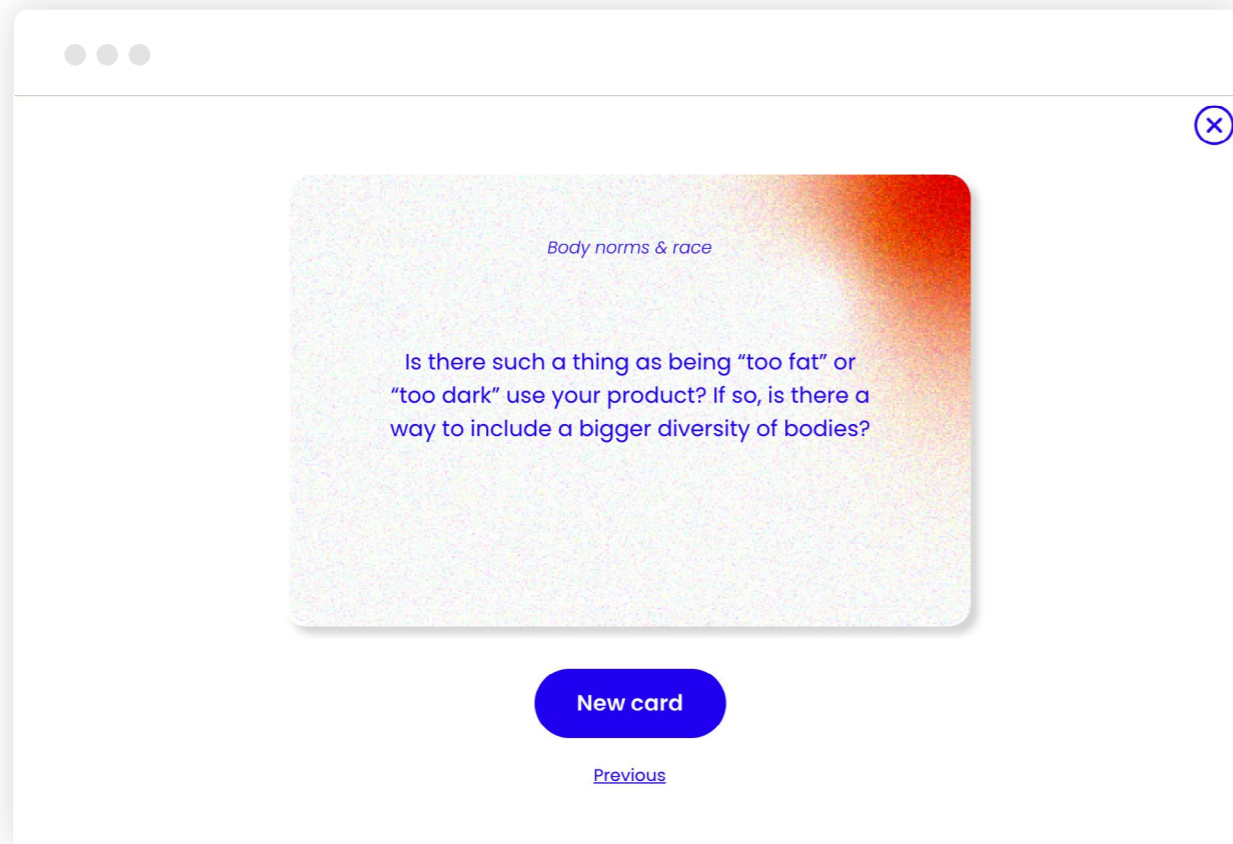 Body norms & race
Is there such a thing as being “too fat” or
“too dark” use your product? If so, is there a
way to include a bigger diversity of bodies?
New card
Previous